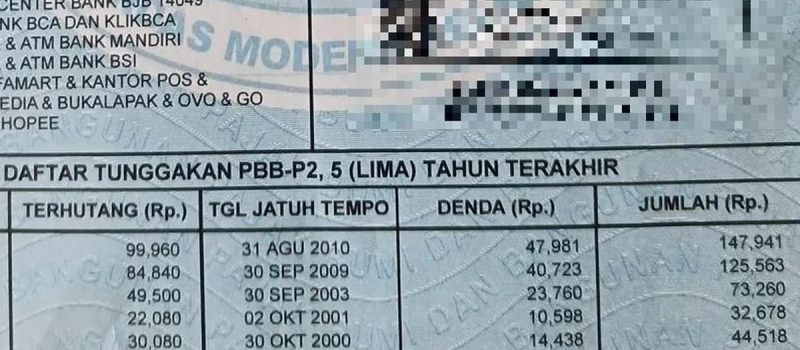 CENTER BANK BJB 14049
NK BCA DAN KLIKBCA
& ATM BANK MANDIRI
& ATM BANK BSI
FAMART & KANTOR POS &
EDIA & BUKALAPAK & OVO & GO
HOPEE
DAFTAR TUNGGAKAN PBB-P2, 5 (LIMA) TAHUN TERAKHIR
TERHUTANG (Rp.) TGL JATUH TEMPO DENDA (Rp.) JUMLAH (Rp.)
99,960 31 AGU 2010 47,981 147,941
84,840 30 SEP 2009 40,723 125,563
49,500 30 SEP 2003 23,760 73,260
22,080 02 OKT 2001 10,598 32,678
30,080 30 OKT 2000 14,438 44,518